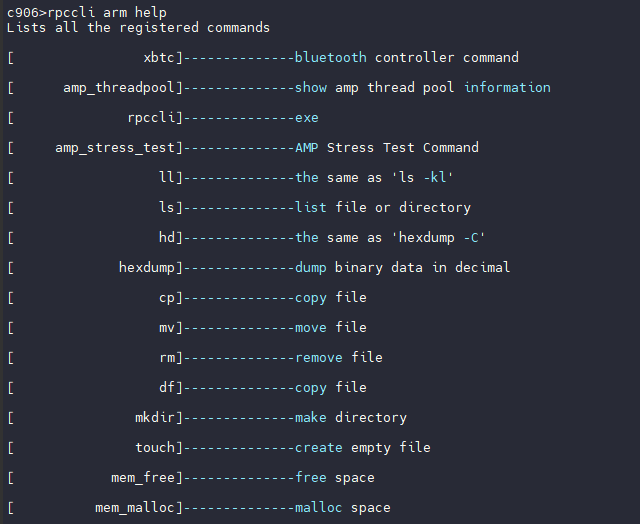 c906>rpccli arm help
Lists all the registered commands
[                xbtc]--------------bluetooth controller command
[      amp_threadpool]--------------show amp thread pool information
[              rpccli]--------------exe
[     amp_stress_test]--------------AMP Stress Test Command
[                  ll]--------------the same as 'ls -kl'
[                  ls]--------------list file or directory
[                  hd]--------------the same as 'hexdump -C'
[             hexdump]--------------dump binary data in decimal
[                  cp]--------------copy file
[                  mv]--------------move file
[                  rm]--------------remove file
[                  df]--------------copy file
[               mkdir]--------------make directory
[               touch]--------------create empty file
[            mem_free]--------------free space
[          mem_malloc]--------------malloc space